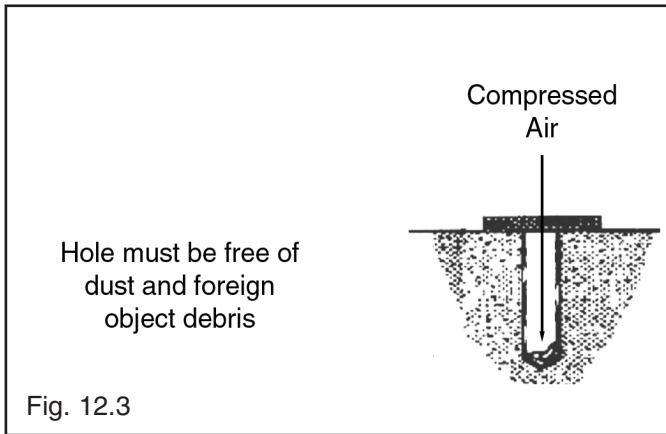 Compressed
Air
Hole must be free of
dust and foreign
object debris
Fig. 12.3